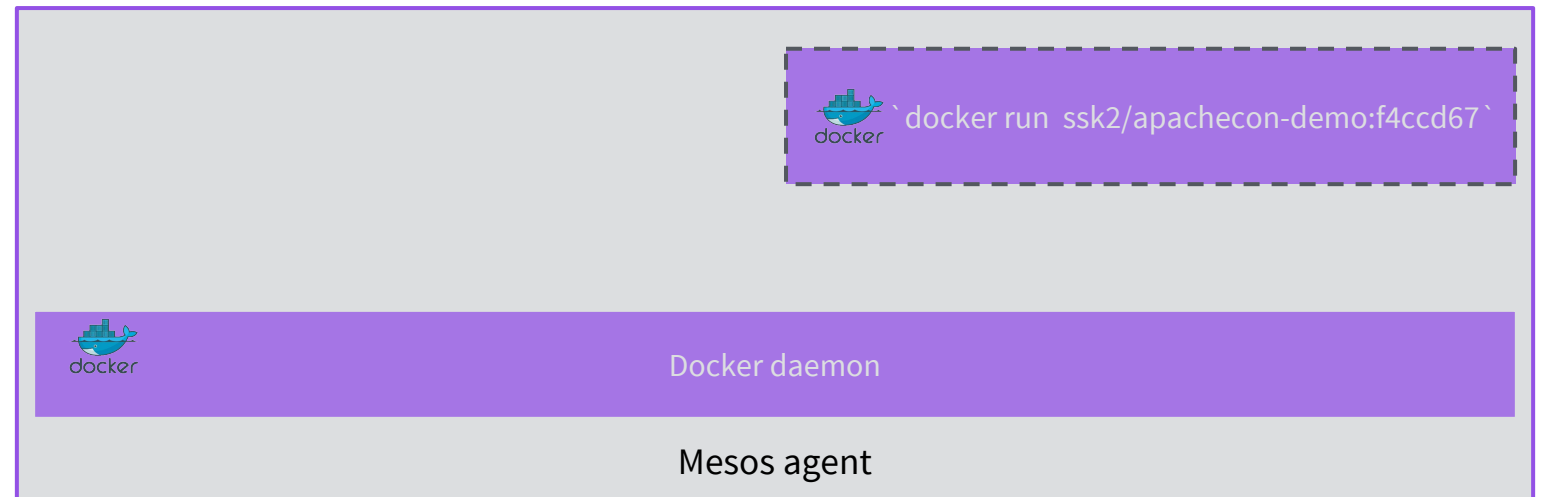 docker `docker run  ssk2/apachecon-demo:f4ccd67`
docker
Docker daemon
Mesos agent